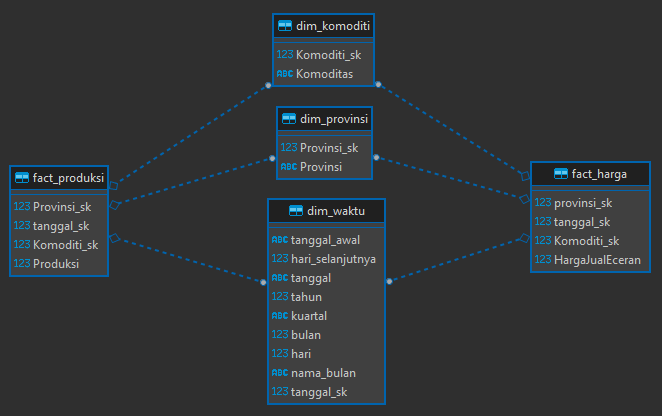 dim_komoditi
123 Komoditi_sk
ABC Komoditas
dim_provinsi
123 Provinsi_sk
ABC Provinsi
fact_produksi
123 Provinsi_sk
123 tanggal_sk
123 Komoditi_sk
123 Produksi
dim_waktu
ABC tanggal_awal
123 hari_selanjutnya
ABC tanggal
123 tahun
ABC kuartal
123 bulan
123 hari
ABC nama_bulan
123 tanggal_sk
fact_harga
123 provinsi_sk
123 tanggal_sk
123 Komoditi_sk
123 HargaJualEceran